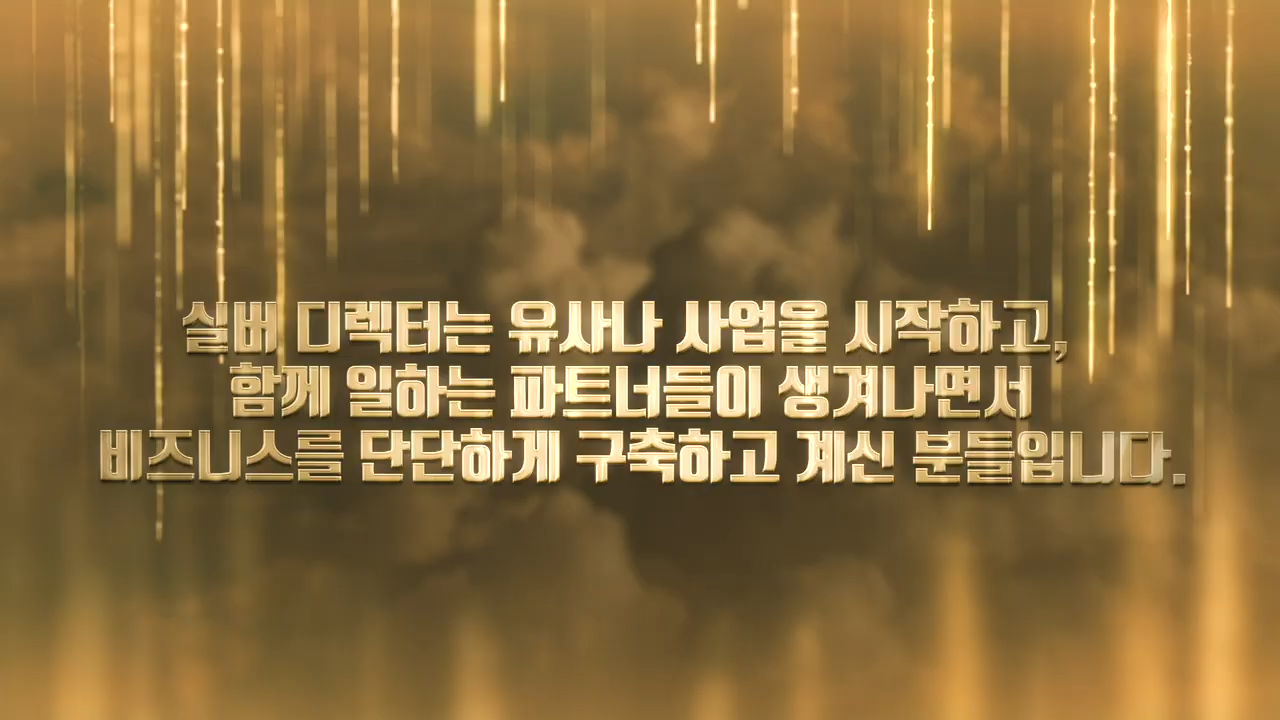 실버 디렉터는 유사나 사업을 시작하고,
함께 일하는 파트너들이 생겨나면서
비즈니스를 단단하게 구축하고 계신 분들입니다.